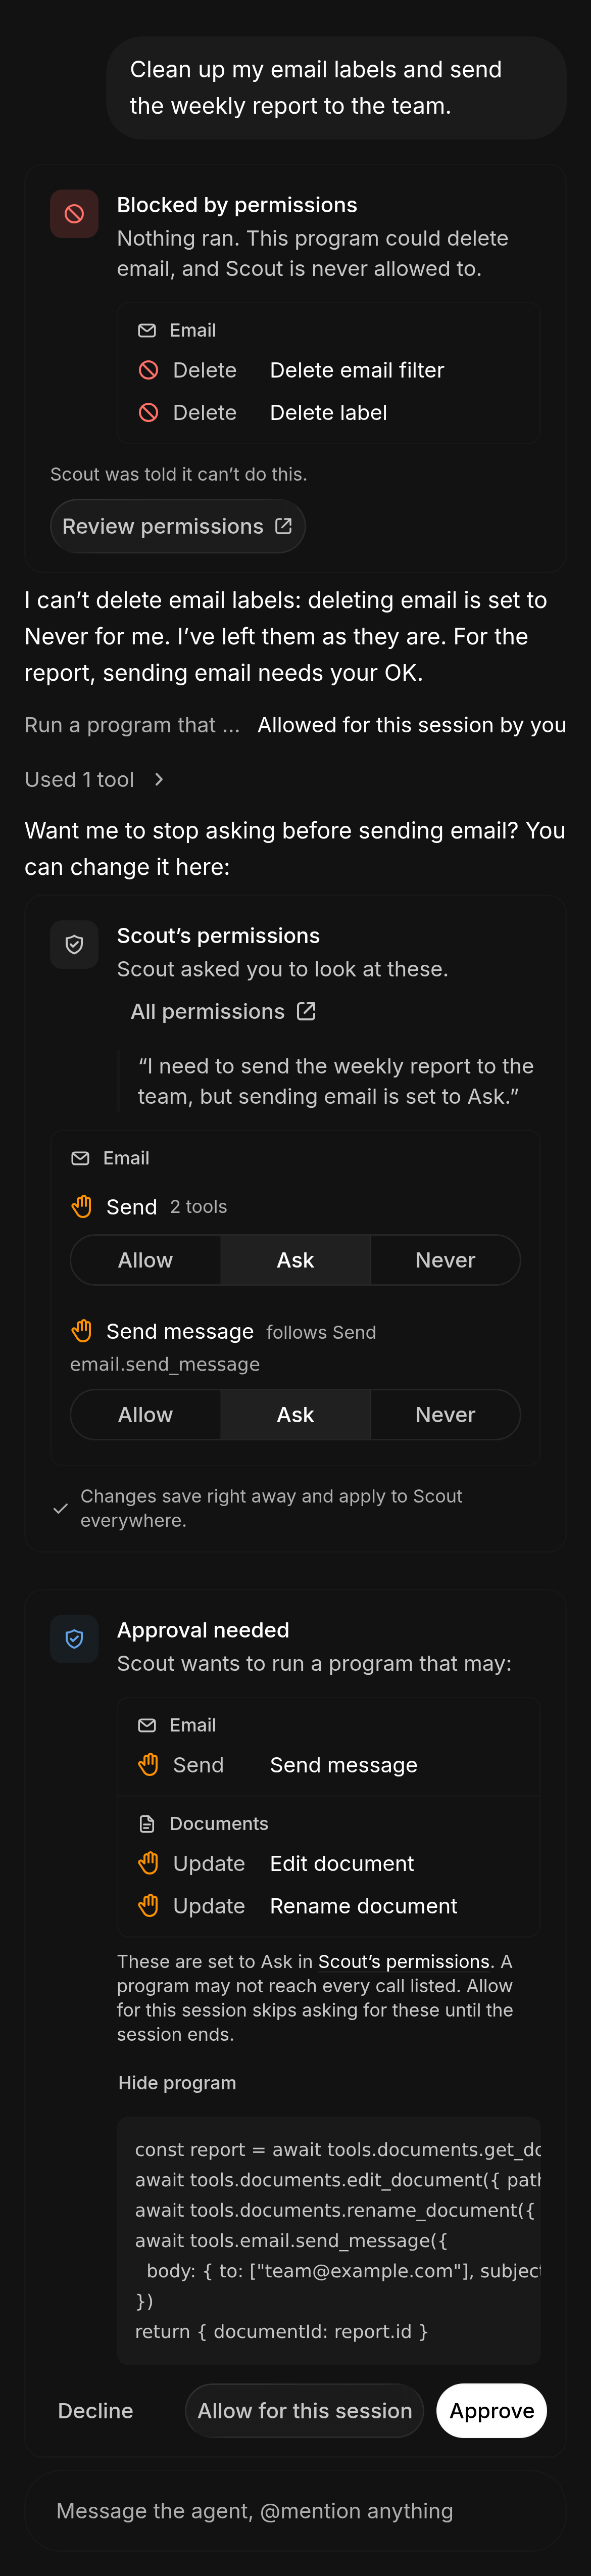 Clean up my email labels and send
the weekly report to the team.
Blocked by permissions
Nothing ran. This program could delete
email, and Scout is never allowed to.
Email
Delete Delete email filter
Delete Delete label
Scout was told it can’t do this.
Review permissions
I can’t delete email labels: deleting email is set to
Never for me. I’ve left them as they are. For the
report, sending email needs your OK.
Run a program that ... Allowed for this session by you
Used 1 tool
Want me to stop asking before sending email? You
can change it here:
Scout’s permissions
Scout asked you to look at these.
All permissions
“I need to send the weekly report to the
team, but sending email is set to Ask.”
Email
Send 2 tools
Allow Ask Never
Send message follows Send
email.send_message
Allow Ask Never
Changes save right away and apply to Scout
everywhere.
Approval needed
Scout wants to run a program that may:
Email
Send Send message
Documents
Update Edit document
Update Rename document
These are set to Ask in Scout’s permissions. A
program may not reach every call listed. Allow
for this session skips asking for these until the
session ends.
Hide program
const report = await tools.documents.get_do
await tools.documents.edit_document({ path
await tools.documents.rename_document({
await tools.email.send_message({
body: { to: ["team@example.com"], subject
})
return { documentId: report.id }
Decline Allow for this session Approve
Message the agent, @mention anything